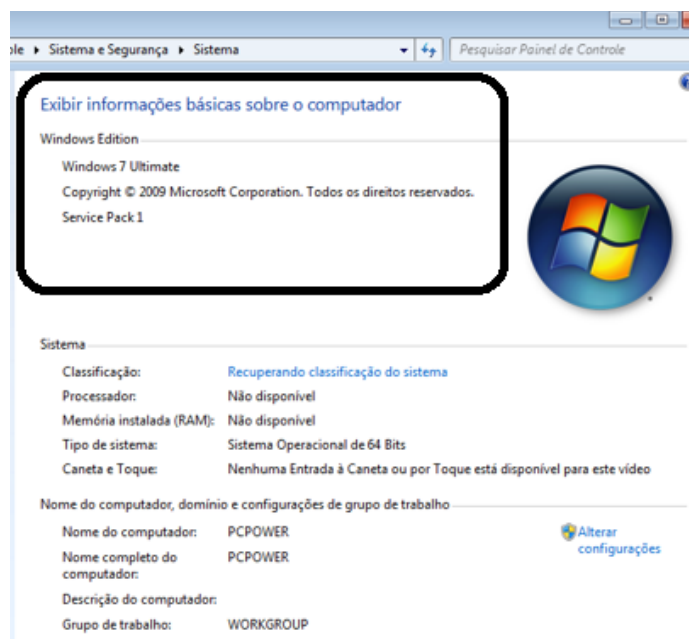 ole ▸ Sistema e Segurança ▸ Sistema
Pesquisar Painel de Controle
Exibir informações básicas sobre o computador
Windows Edition
Windows 7 Ultimate
Copyright © 2009 Microsoft Corporation. Todos os direitos reservados.
Service Pack 1
Sistema
Classificação: Recuperando classificação do sistema
Processador: Não disponível
Memória instalada (RAM): Não disponível
Tipo de sistema: Sistema Operacional de 64 Bits
Caneta e Toque: Nenhuma Entrada à Caneta ou por Toque está disponível para este vídeo
Nome do computador, domínio e configurações de grupo de trabalho
Nome do computador: PCPOWER
Alterar
configurações
Nome completo do
computador: PCPOWER
Descrição do computador:
Grupo de trabalho: WORKGROUP